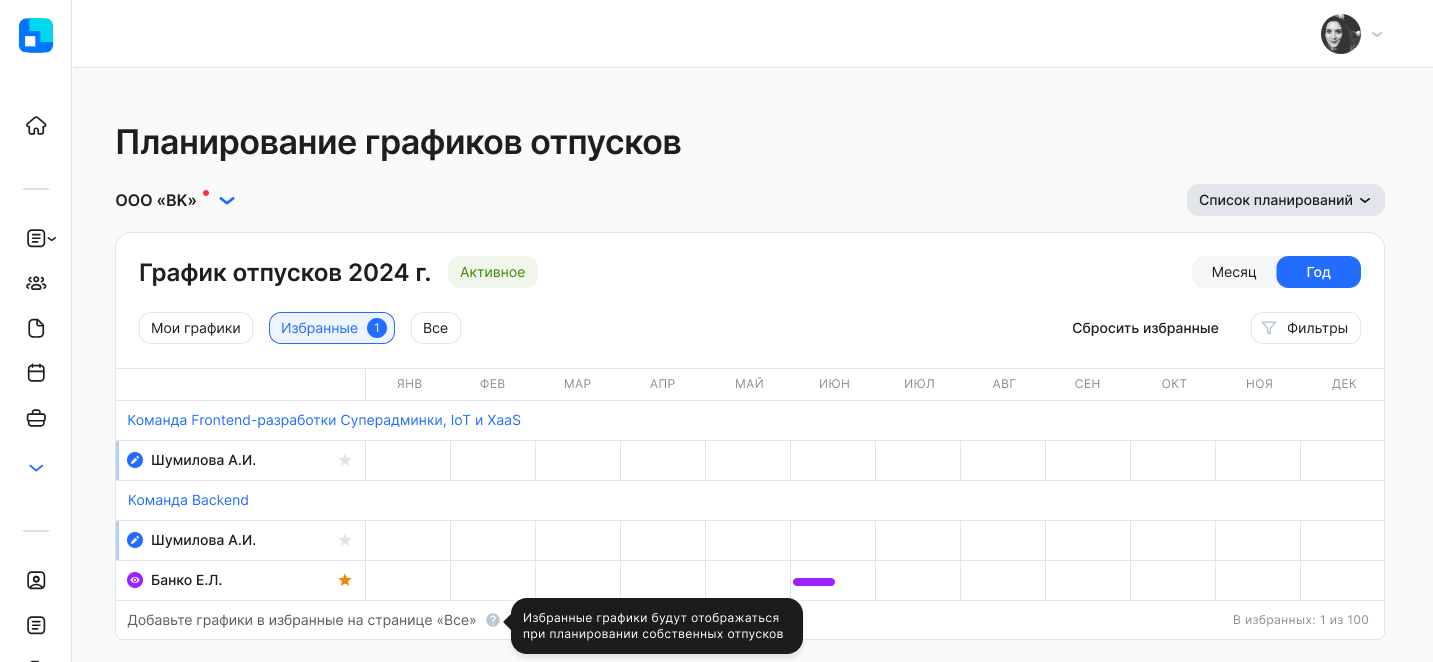 Планирование графиков отпусков
ООО «ВК»
Список планирований
График отпусков 2024 г.
Активное
Месяц
Год
Мои графики
Избранные 1
Все
Сбросить избранные
Фильтры
ЯНВ ФЕВ МАР АПР МАЙ ИЮН ИЮЛ АВГ СЕН ОКТ НОЯ ДЕК
Команда Frontend-разработки Суперадминки, IoT и XaaS
Шумилова А.И.
Команда Backend
Шумилова А.И.
Банко Е.Л.
Добавьте графики в избранные на странице «Все» ?
Избранные графики будут отображаться
при планировании собственных отпусков
В избранных: 1 из 100